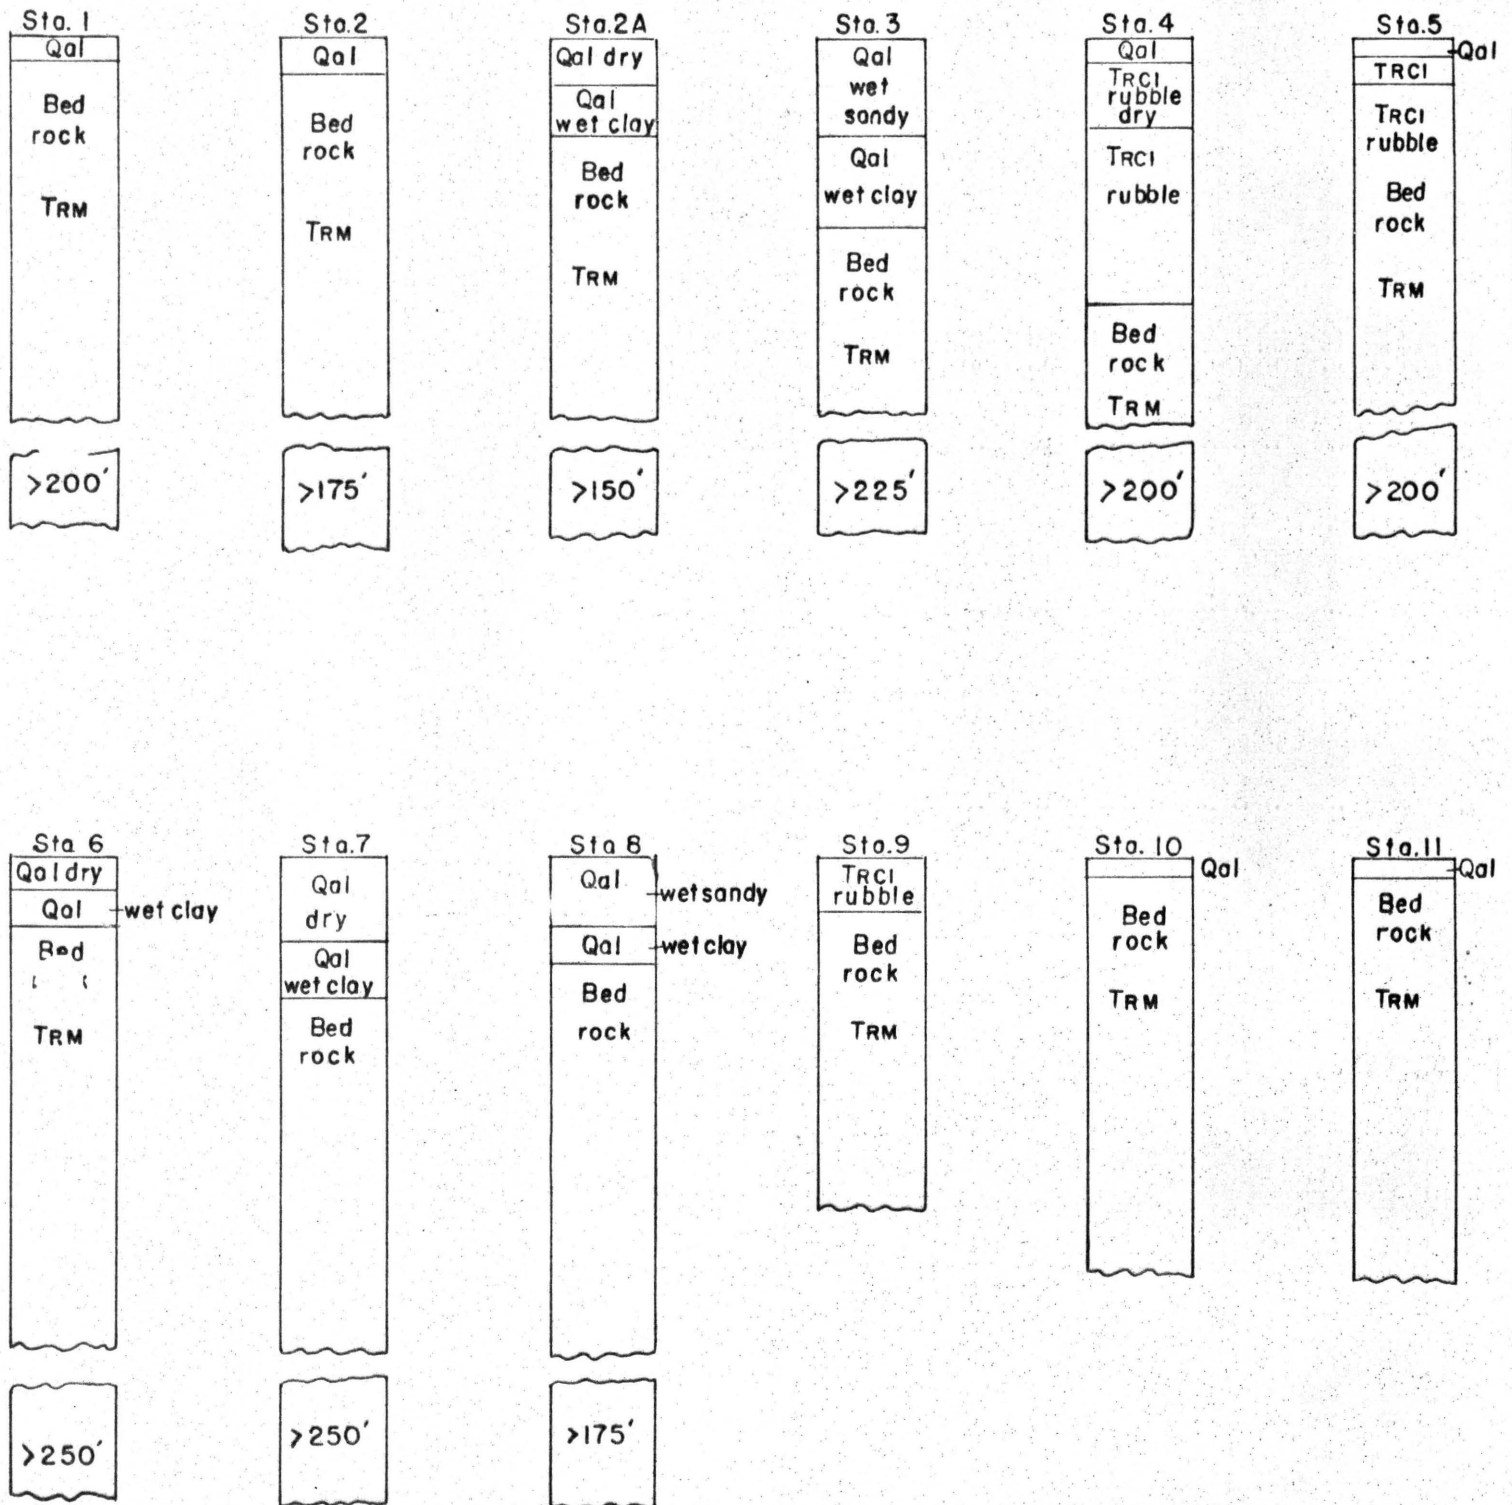 Sta. 1
Qal
Bed
rock
TRM
>200'
Sta.2
Qal
Bed
rock
TRM
>175'
Sta.2A
Qal dry
Qal
wet clay
Bed
rock
TRM
>150'
Sta. 3
Qal
wet
sandy
Qal
wet clay
Bed
rock
TRM
>225'
Sta. 4
Qal
TRCI
rubble
dry
TRCI
rubble
Bed
rock
TRM
>200'
Sta.5
Qal
TRCI
TRCI
rubble
Bed
rock
TRM
>200'
Sta 6
Qal dry
Qal
wet clay
Bed
TRM
>250'
Sta.7
Qal
dry
Qal
wet clay
Bed
rock
>250'
Sta 8
Qal
wet sandy
Qal
wet clay
Bed
rock
>175'
Sta.9
TRCI
rubble
Bed
rock
TRM
Sta. 10
Qal
Bed
rock
TRM
Sta.11
Qal
Bed
rock
TRM